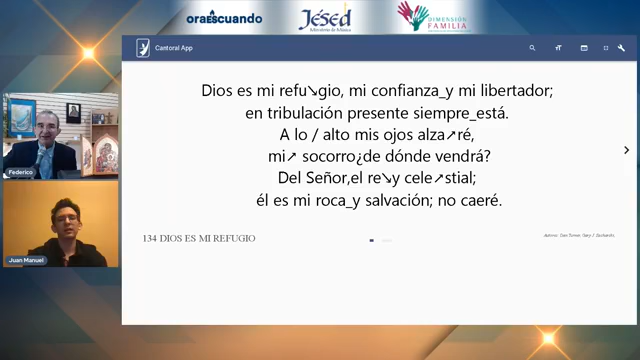 oraEscuando
JéSed
Ministerio de Música
DIMENSIÓN
FAMILIA
Cantoral App
Dios es mi refu↘gio, mi confianza_y mi libertador;
en tribulación presente siempre_está.
A lo / alto mis ojos alza↗ré,
mi↗ socorro¿de dónde vendrá?
Del Señor,el re↘y cele↗stial;
él es mi roca_y salvación; no caeré.
134 DIOS ES MI REFUGIO
Federico
Juan Manuel